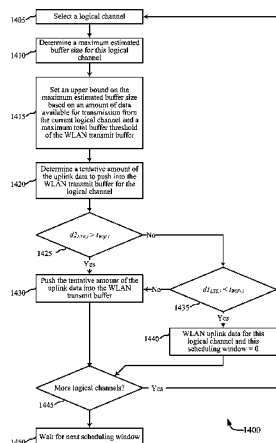 1405
Select a logical channel
1410
Determine a maximum estimated
buffer size for this logical
channel
1415
Set an upper bound on the
maximum estimated buffer size
based on an amount of data
available for transmission from
the current logical channel and a
maximum total buffer threshold
of the WLAN transmit buffer
1420
Determine a tentative amount of
the uplink data to push into the
WLAN transmit buffer for the
logical channel
1425
No
Yes
1430
Push the tentative amount of the
uplink data into the WLAN
transmit buffer
No
1435
Yes
1440
WLAN uplink data for this
logical channel and this
scheduling window = 0
More logical channels?
Yes
1445
No
1400
1450
Wait for next scheduling window